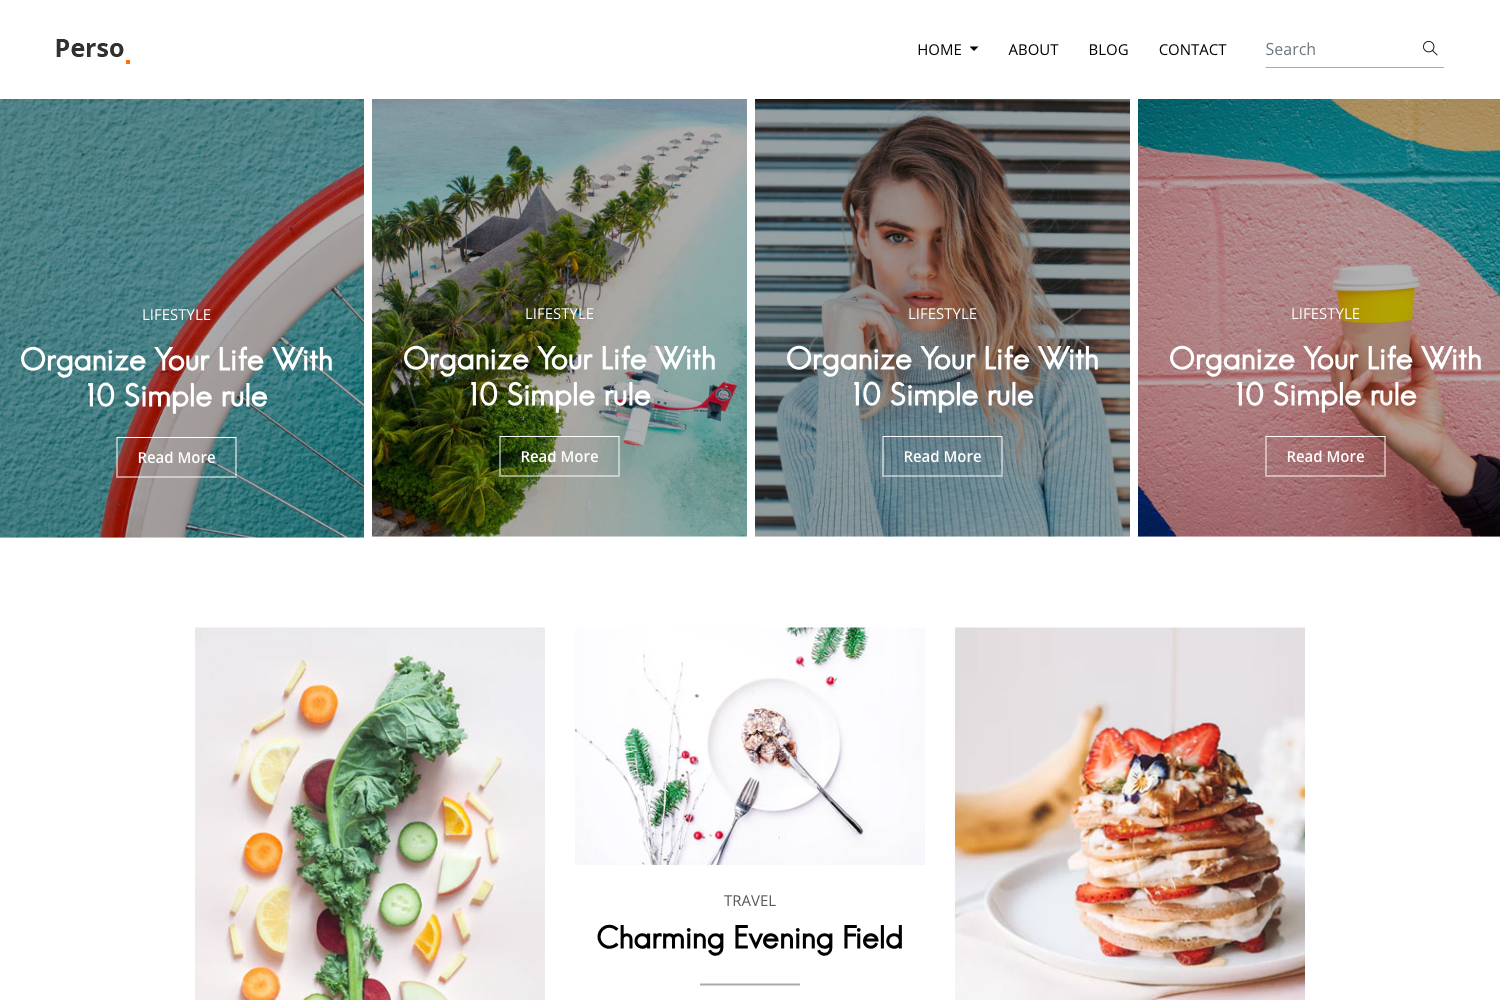 Perso.
HOME
ABOUT
BLOG
CONTACT
Search
LIFESTYLE
Organize Your Life With
10 Simple rule
Read More
LIFESTYLE
Organize Your Life With
10 Simple rule
Read More
LIFESTYLE
Organize Your Life With
10 Simple rule
Read More
LIFESTYLE
Organize Your Life With
10 Simple rule
Read More
TRAVEL
Charming Evening Field